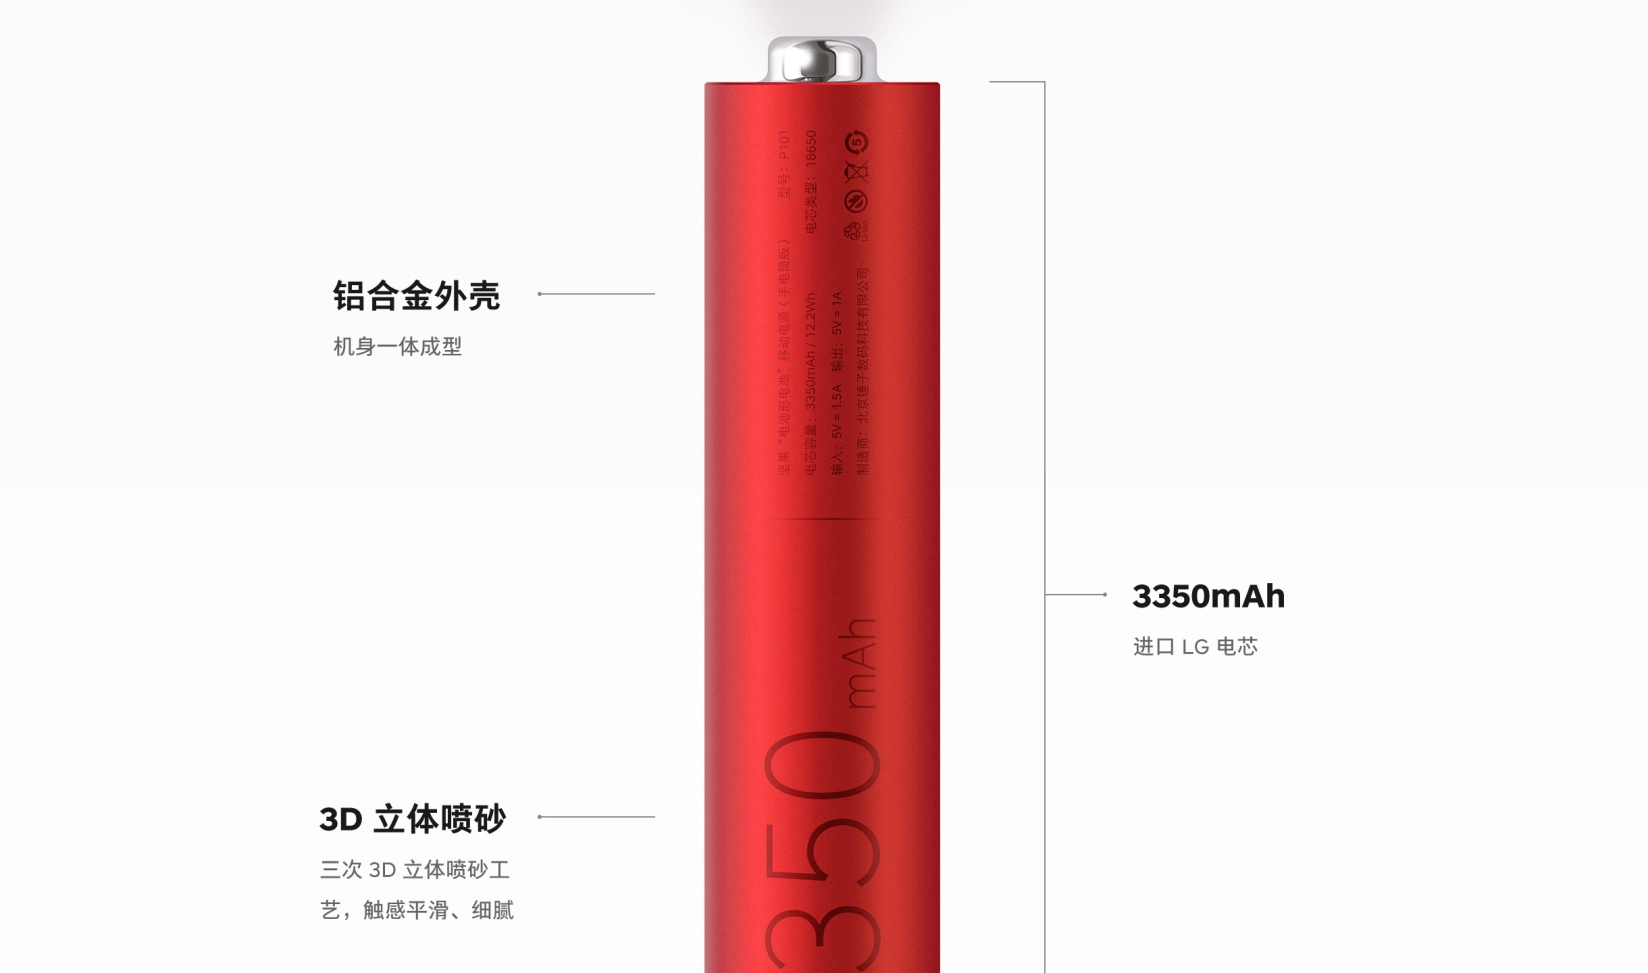 铝合金外壳
机身一体成型
3D 立体喷砂
三次 3D 立体喷砂工
艺，触感平滑、细腻
坚果 “电池形电池” 移动电源（手电筒版） 型号：P101
电芯容量：3350mAh / 12.2Wh 电芯类型：18650
输入：5V = 1.5A 输出：5V = 1A
制造商：北京锤子数码科技有限公司
Li-ion
5
350 mAh
3350mAh
进口 LG 电芯